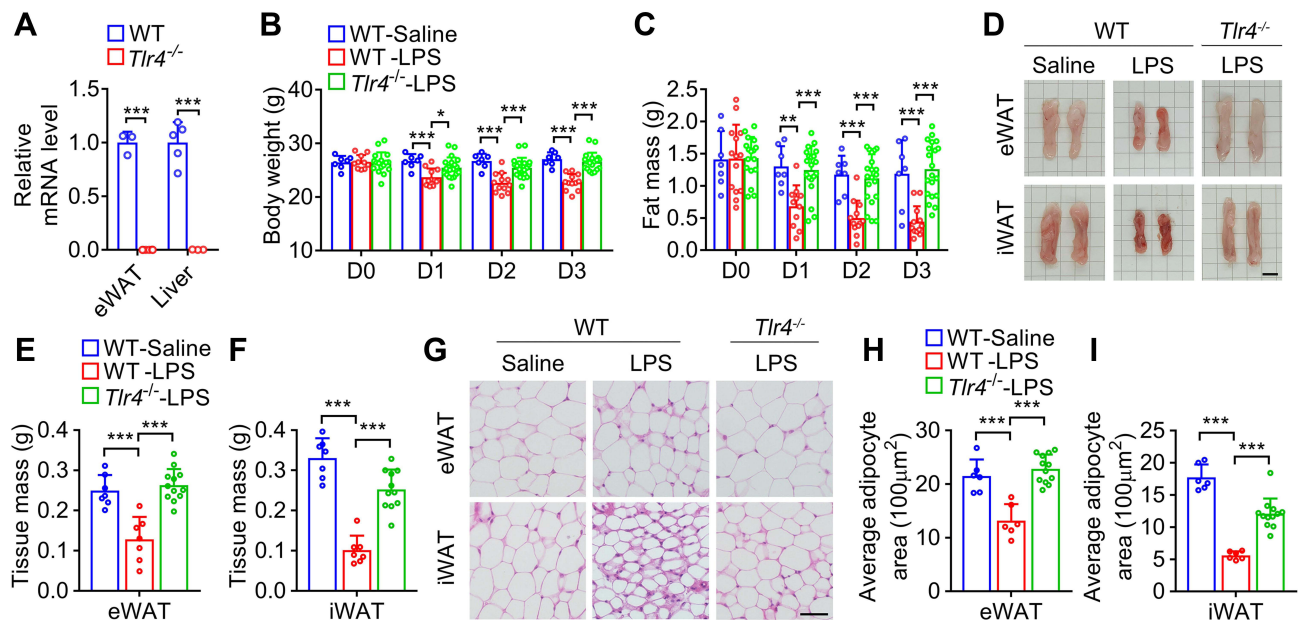 A
WT
Tlr4-/-
Relative
mRNA level
1.5
1.0
0.5
0.0
***
***
eWAT
Liver
B
WT-Saline
WT -LPS
Tlr4-/--LPS
Body weight (g)
40
30
20
10
***
*
***
***
***
***
D0
D1
D2
D3
C
Fat mass (g)
2.5
2.0
1.5
1.0
0.5
0.0
**
***
***
***
***
***
D0
D1
D2
D3
D
WT
Tlr4-/-
Saline
LPS
LPS
eWAT
iWAT
E
WT-Saline
WT -LPS
Tlr4-/--LPS
Tissue mass (g)
0.4
0.3
0.2
0.1
0.0
***
***
eWAT
F
Tissue mass (g)
0.4
0.3
0.2
0.1
0.0
***
***
iWAT
G
WT
Tlr4-/-
Saline
LPS
LPS
eWAT
iWAT
H
WT-Saline
WT -LPS
Tlr4-/--LPS
Average adipocyte
area (100μm2)
30
20
10
0
***
***
eWAT
I
Average adipocyte
area (100μm2)
25
20
15
10
5
0
***
***
iWAT